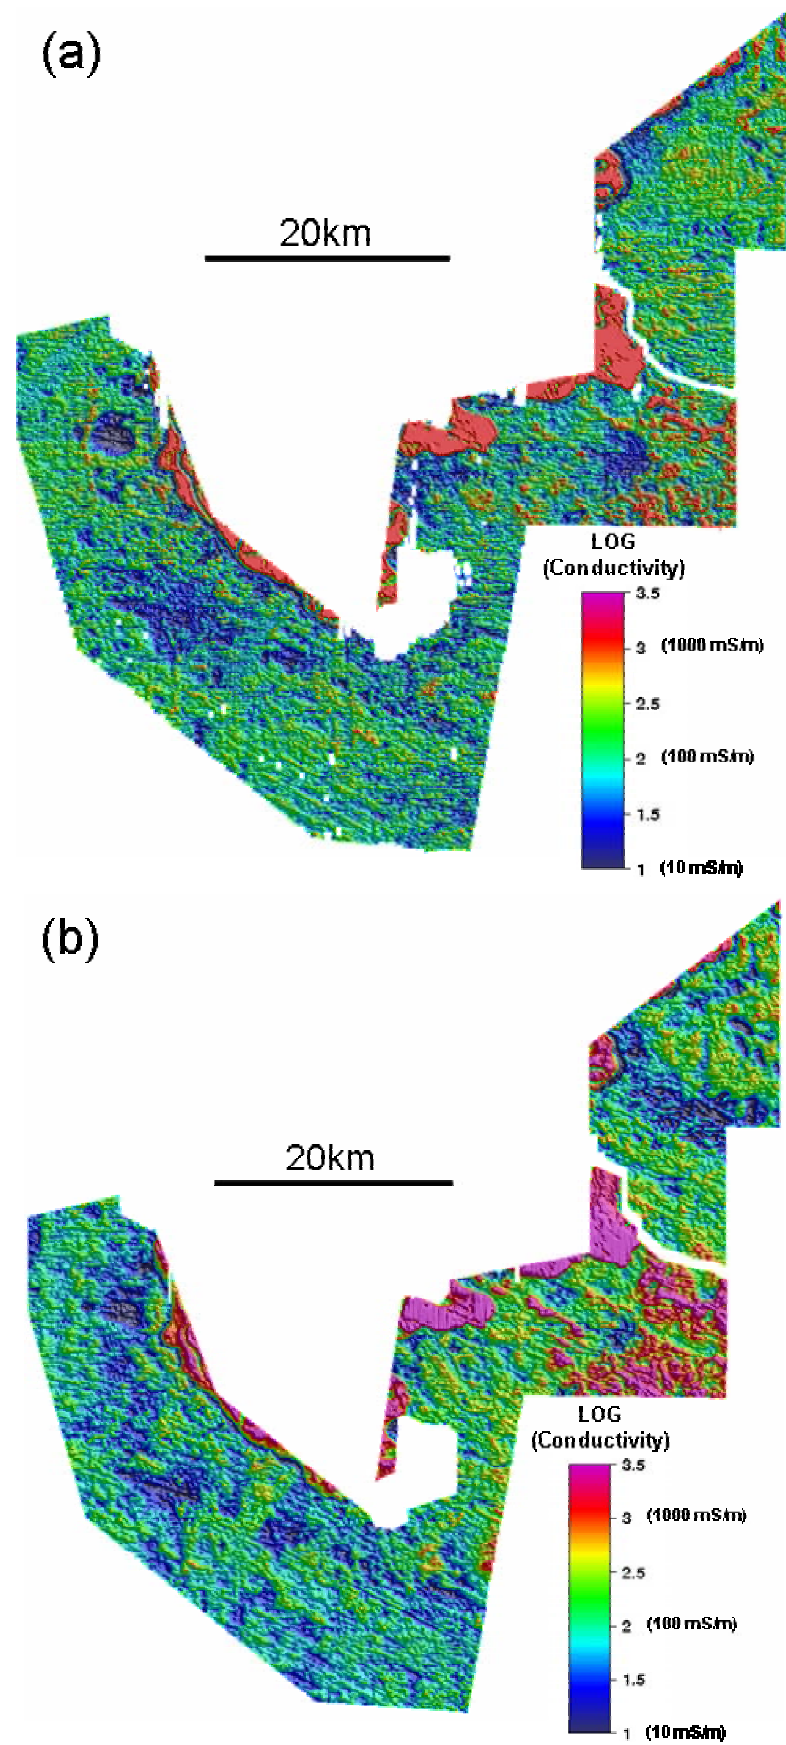 (a)
20km
LOG
(Conductivity)
3.5
3 (1000 mS/m)
2.5
2 (100 mS/m)
1.5
1 (10 mS/m)
(b)
20km
LOG
(Conductivity)
3.5
3 (1000 mS/m)
2.5
2 (100 mS/m)
1.5
1 (10 mS/m)